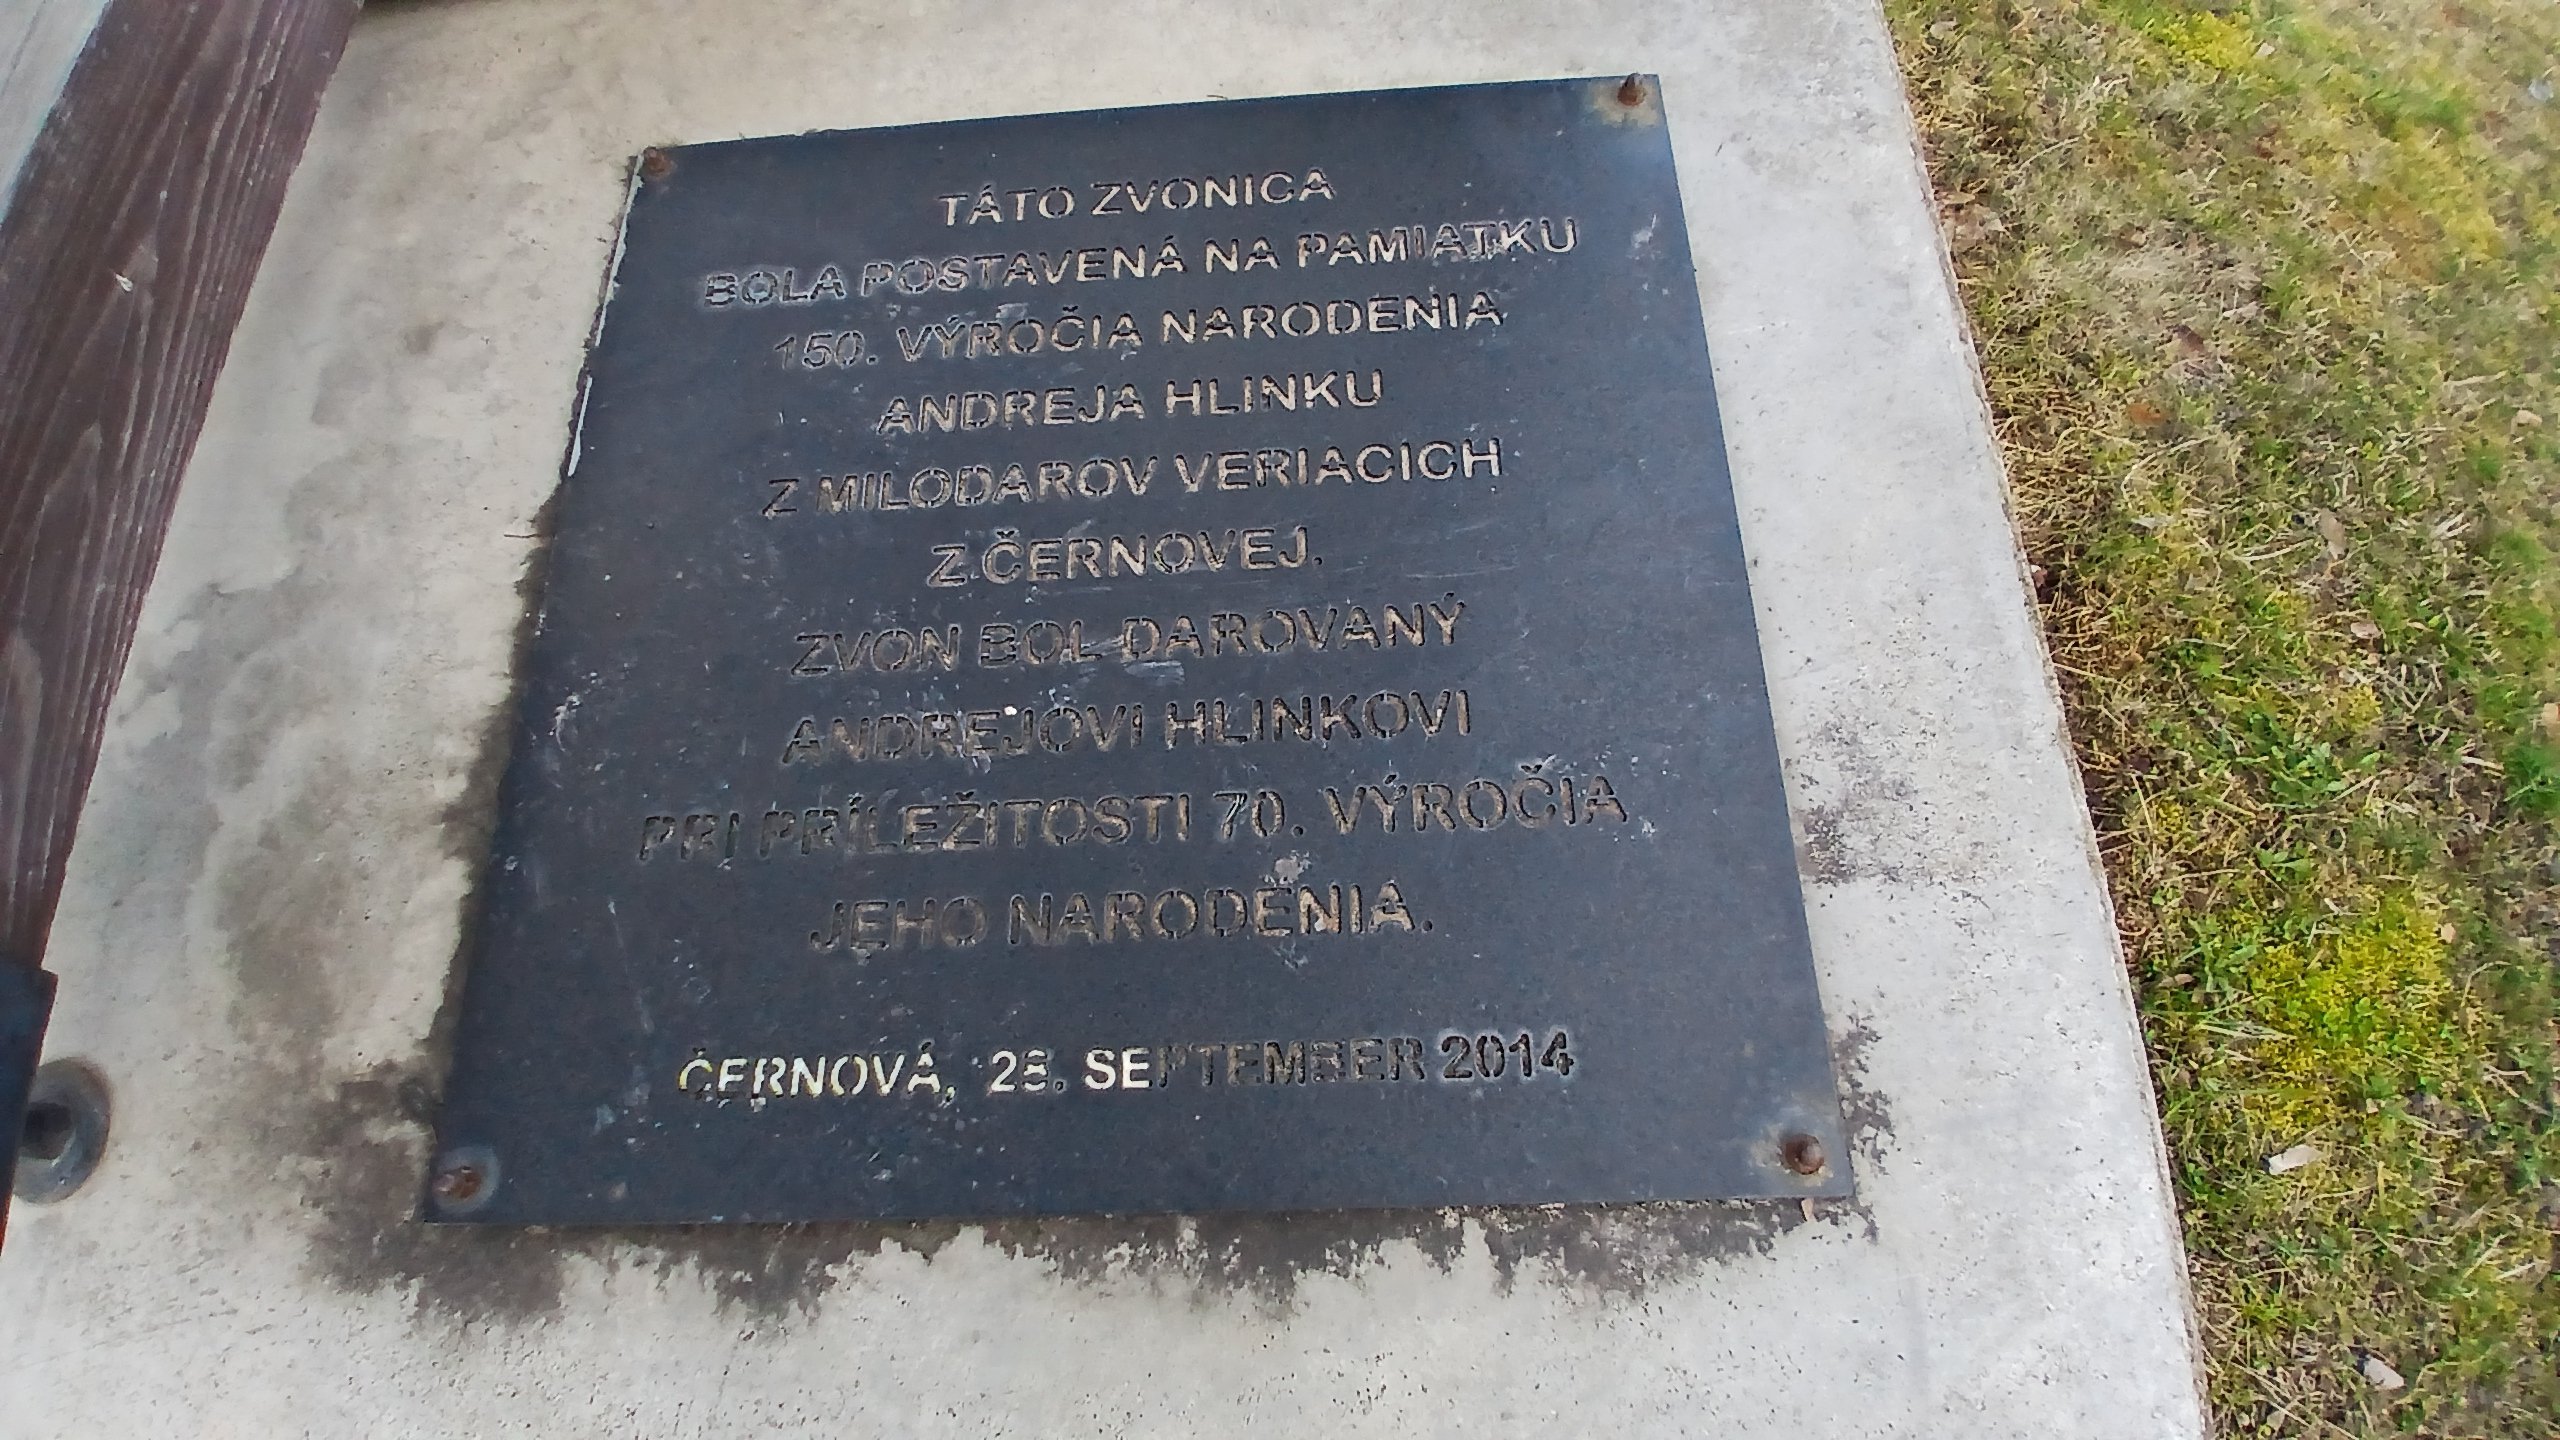 TÁTO ZVONICA
BOLA POSTAVENÁ NA PAMIATKU
150. VÝROČIA NARODENIA
ANDREJA HLINKU
Z MILODAROV VERIACICH
Z ČERNOVEJ.
ZVON BOL DAROVANÝ
ANDREJOVI HLINKOVI
PRI PRÍLEŽITOSTI 70. VÝROČIA
JEHO NARODENIA.
ČERNOVÁ, 28. SEPTEMBER 2014